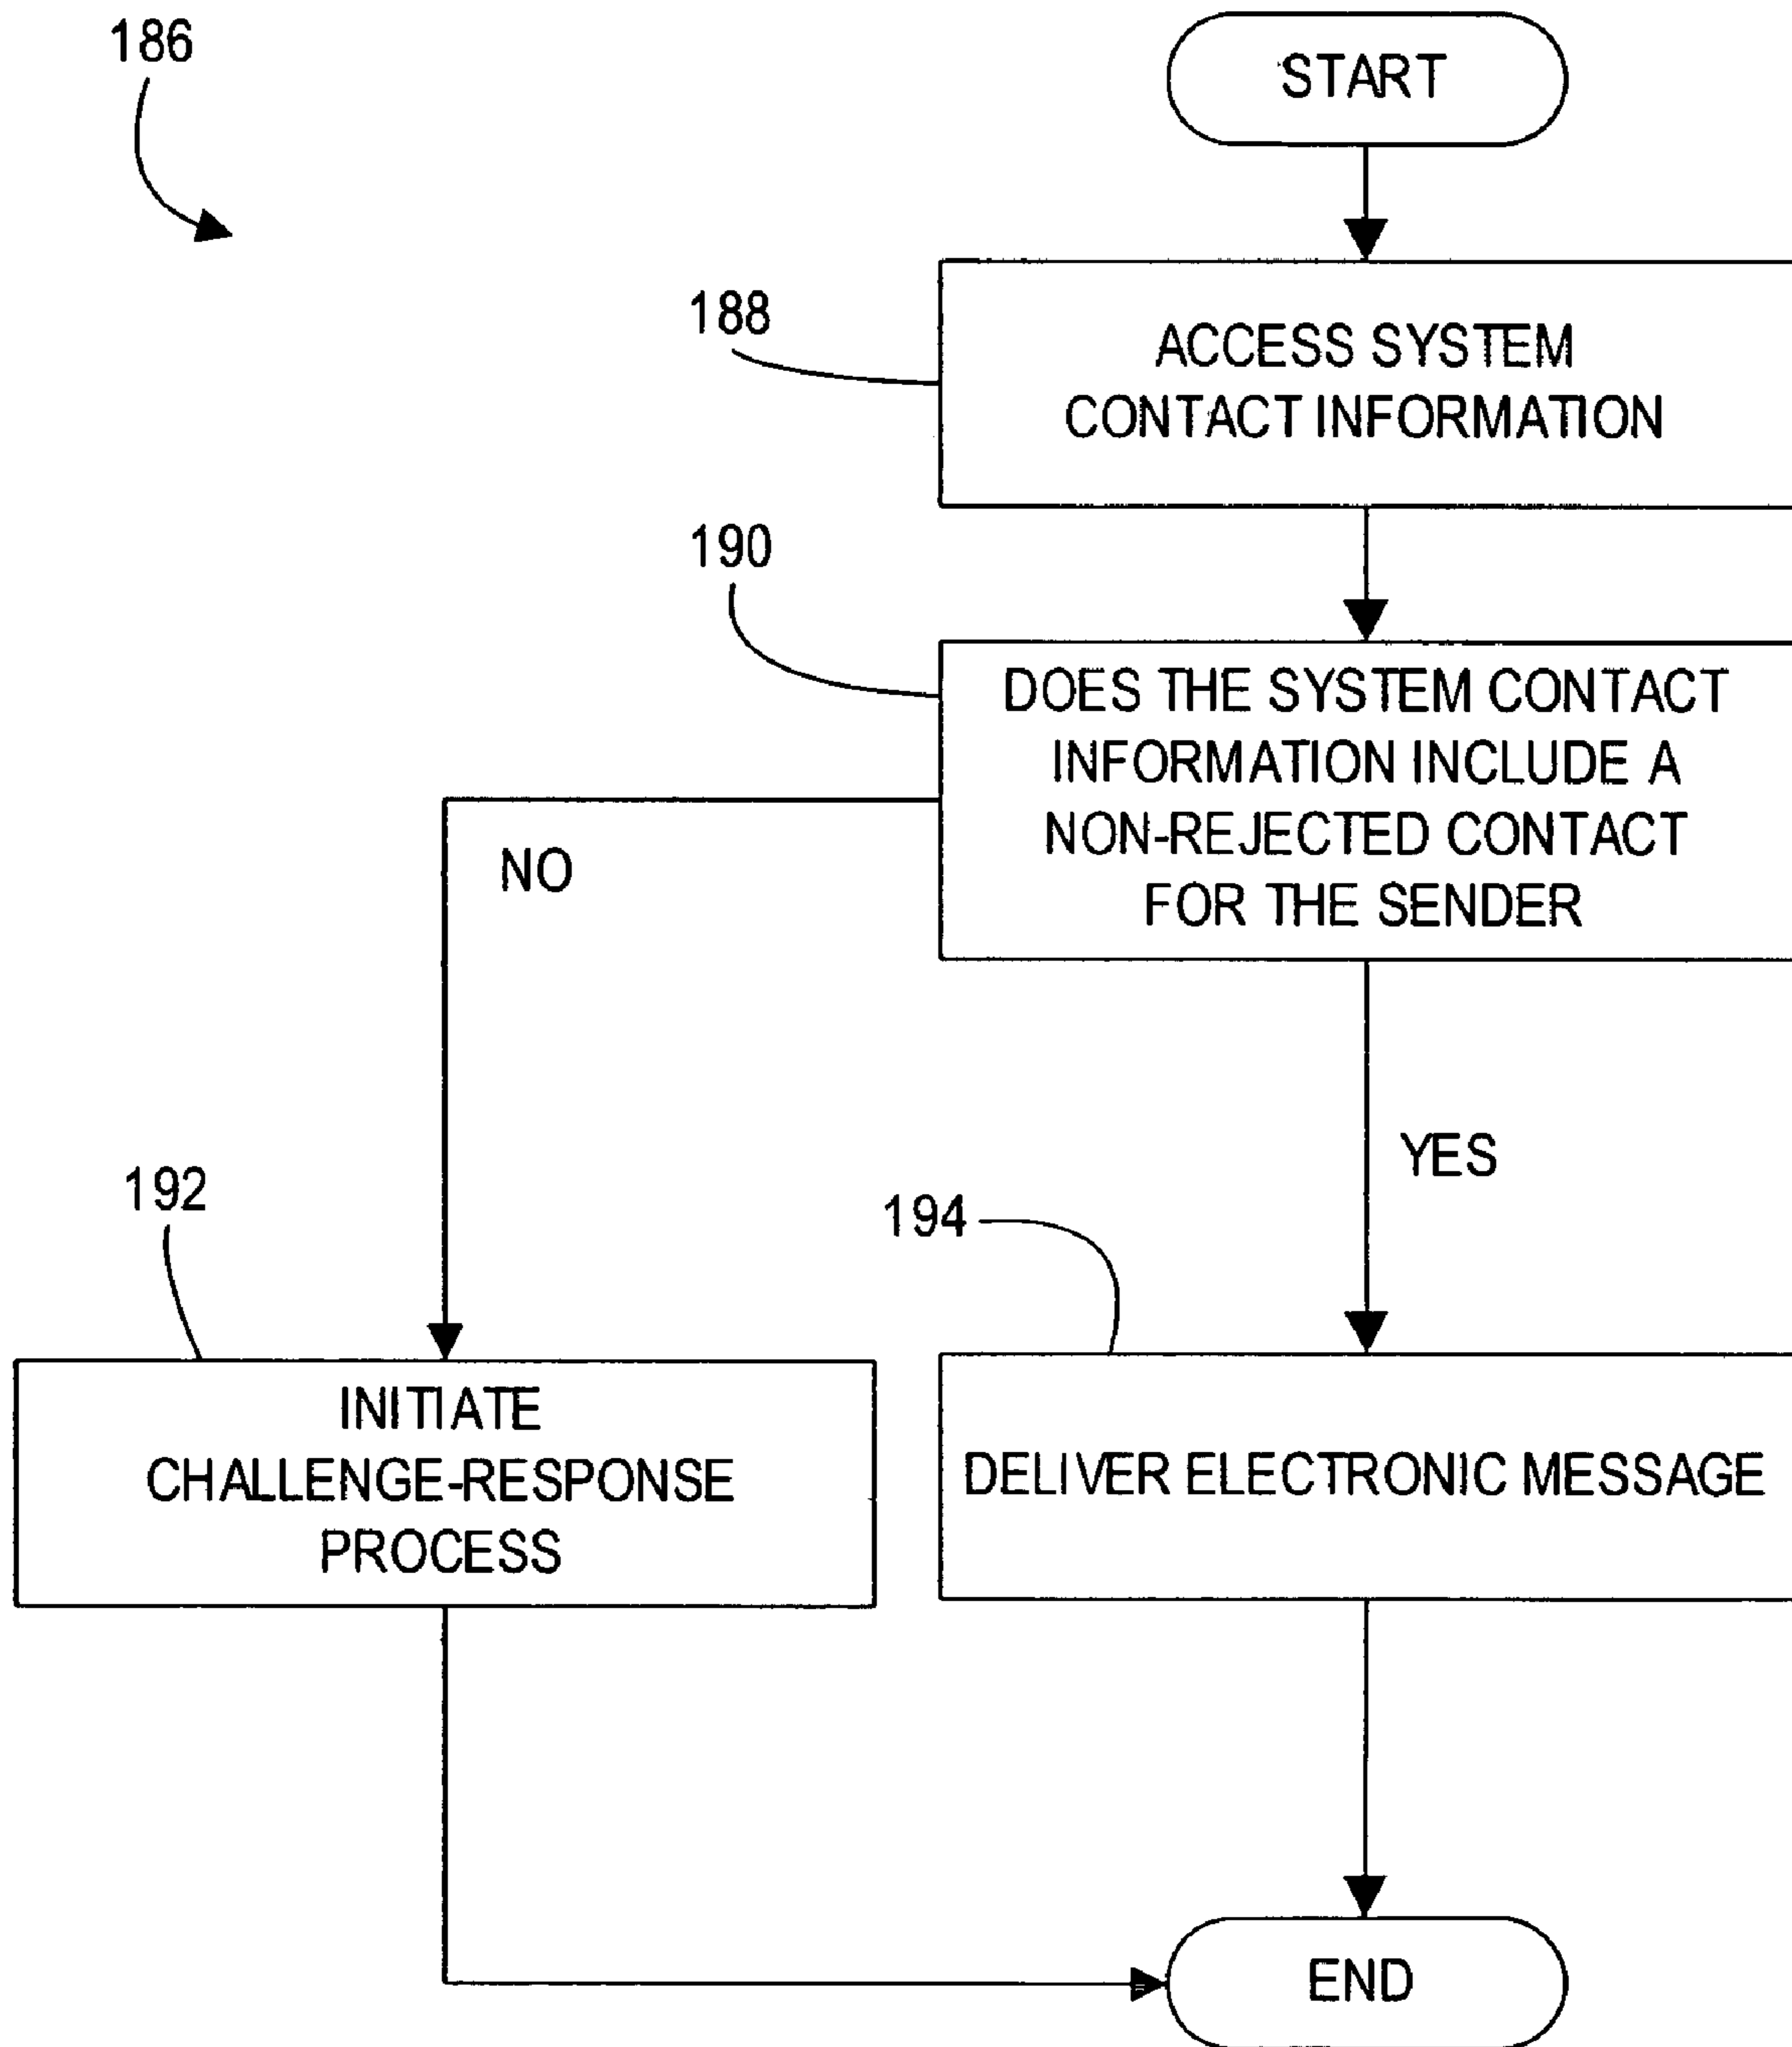 186
START
188
ACCESS SYSTEM
CONTACT INFORMATION
190
DOES THE SYSTEM CONTACT
INFORMATION INCLUDE A
NON-REJECTED CONTACT
FOR THE SENDER
NO
YES
192
194
INITIATE
CHALLENGE-RESPONSE
PROCESS
DELIVER ELECTRONIC MESSAGE
END